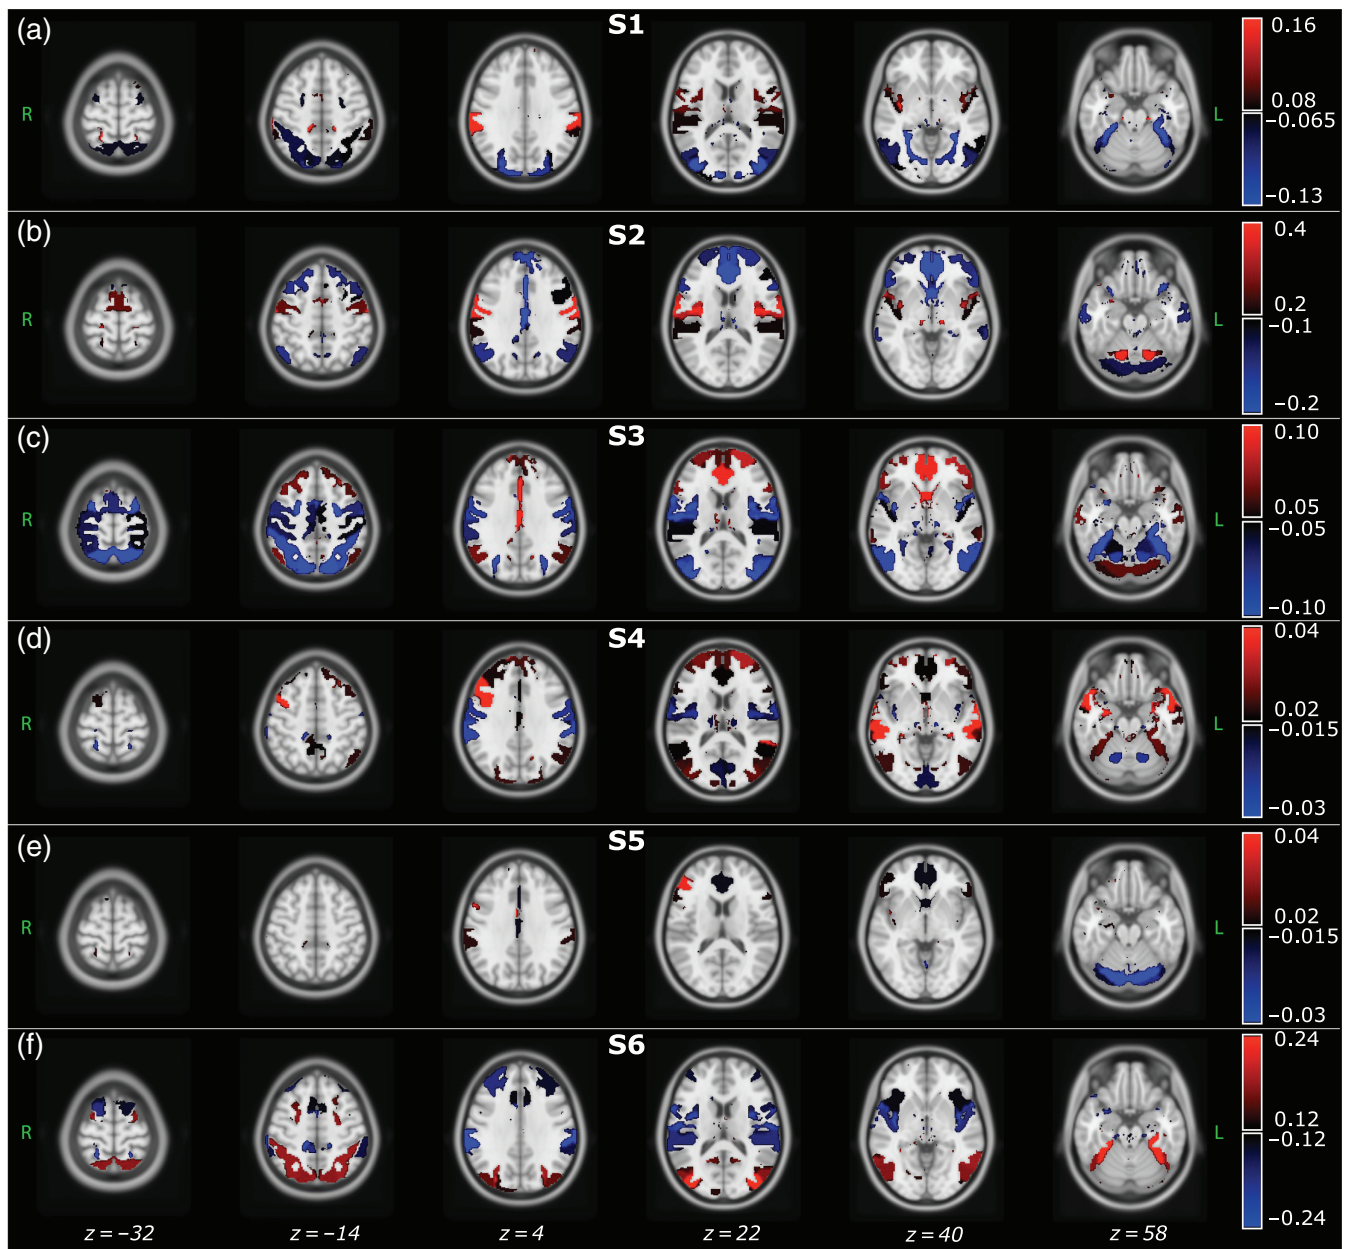 (a) S1 0.16
R L 0.08
−0.065
−0.13
(b) S2 0.4
R L 0.2
−0.1
−0.2
(c) S3 0.10
R L 0.05
−0.05
−0.10
(d) S4 0.04
R L 0.02
−0.015
−0.03
(e) S5 0.04
R L 0.02
−0.015
−0.03
(f) S6 0.24
R L 0.12
−0.12
−0.24
z = −32 z = −14 z = 4 z = 22 z = 40 z = 58